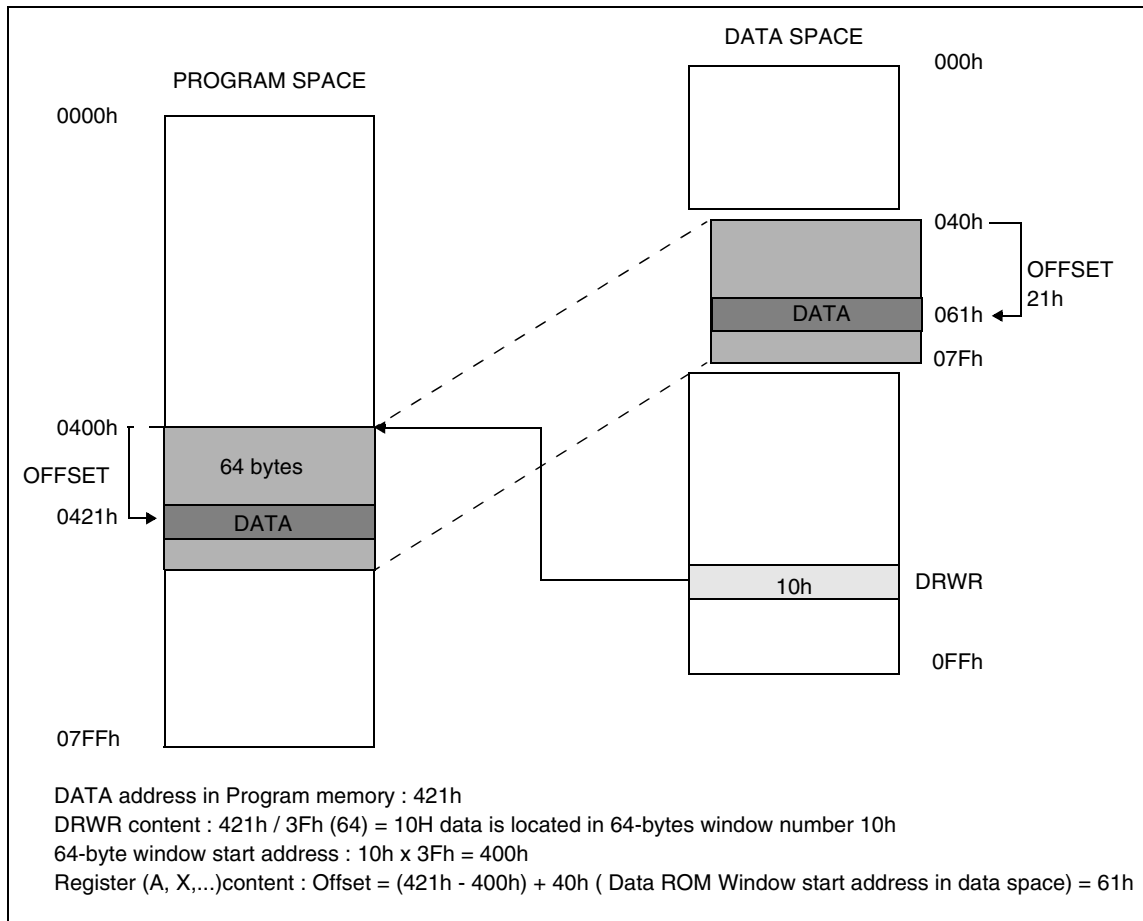 DATA SPACE
000h
PROGRAM SPACE
0000h
040h
OFFSET
21h
DATA
061h
07Fh
0400h
64 bytes
OFFSET
0421h
DATA
10h
DRWR
0FFh
07FFh
DATA address in Program memory : 421h
DRWR content : 421h / 3Fh (64) = 10H data is located in 64-bytes window number 10h
64-byte window start address : 10h x 3Fh = 400h
Register (A, X,...)content : Offset = (421h - 400h) + 40h ( Data ROM Window start address in data space) = 61h